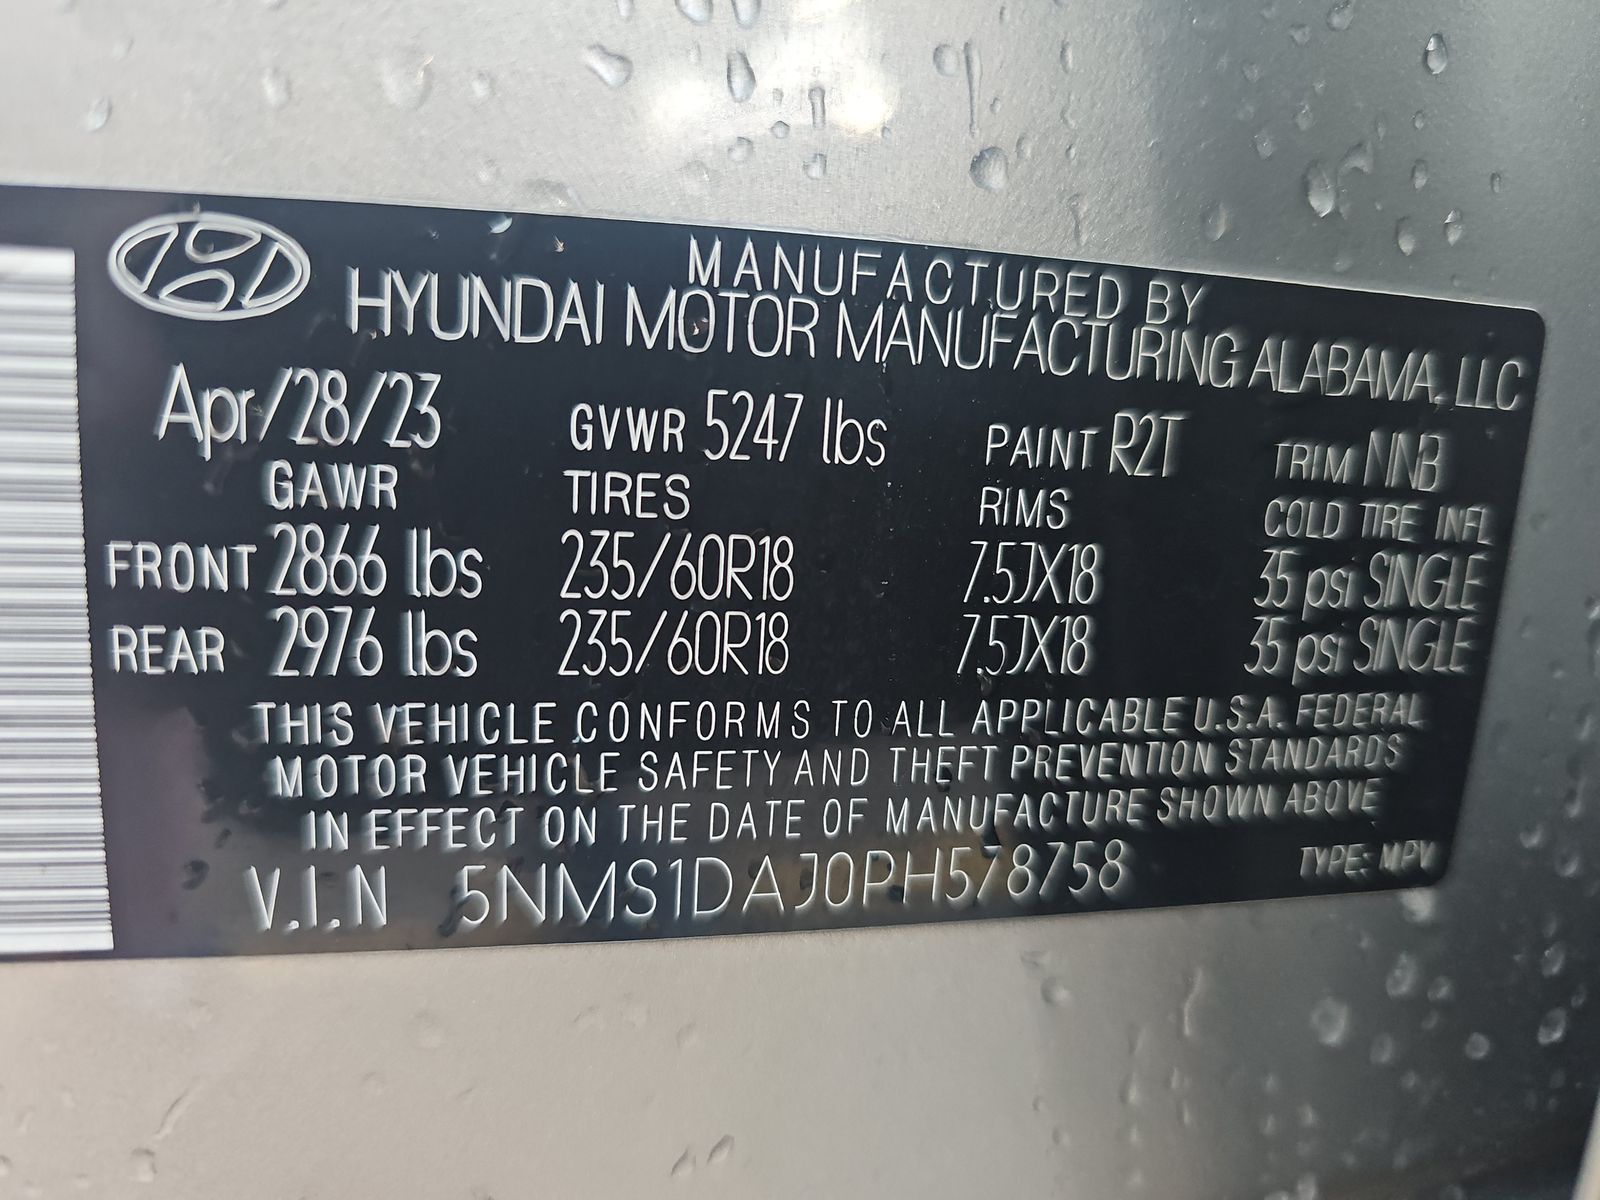 MANUFACTURED BY
HYUNDAI MOTOR MANUFACTURING ALABAMA, LLC
Apr/28/23 GVWR 5247 lbs PAINT R2T TRIM NNB
GAWR TIRES RIMS COLD TIRE INFL
FRONT 2866 lbs 235/60R18 7.5JX18 35 psi SINGLE
REAR 2976 lbs 235/60R18 7.5JX18 35 psi SINGLE
THIS VEHICLE CONFORMS TO ALL APPLICABLE U.S.A. FEDERAL
MOTOR VEHICLE SAFETY AND THEFT PREVENTION STANDARDS
IN EFFECT ON THE DATE OF MANUFACTURE SHOWN ABOVE
V.I.N 5NMS1DAJ0PH578758 TYPE: MPV